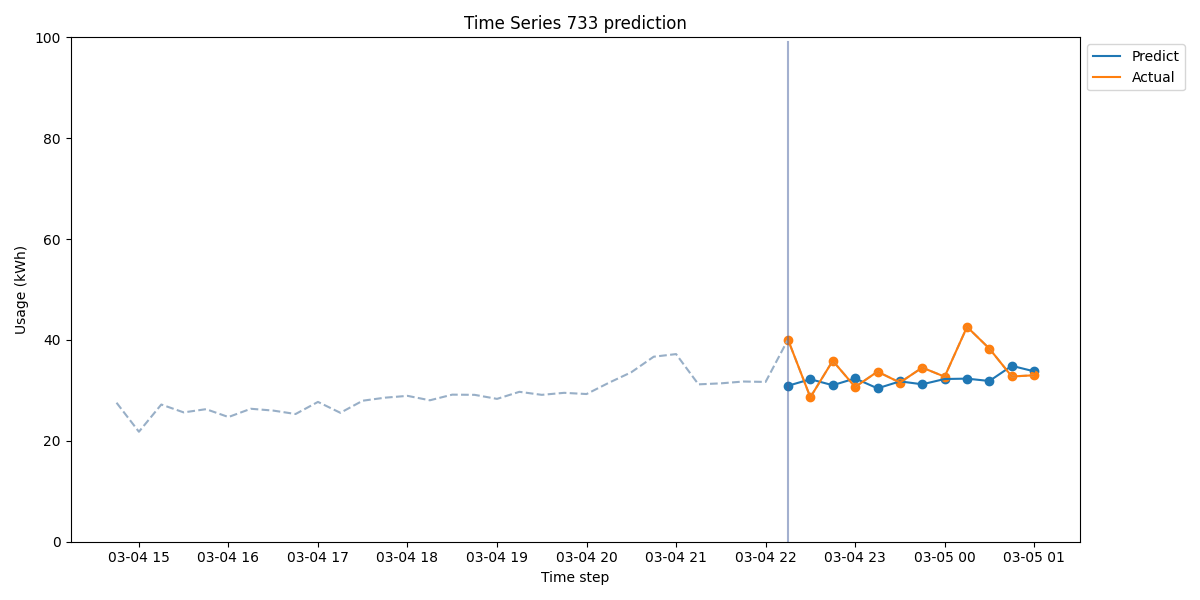 Time Series 733 prediction
Predict
Actual
Usage (kWh)
100
80
60
40
20
0
03-04 15 03-04 16 03-04 17 03-04 18 03-04 19 03-04 20 03-04 21 03-04 22 03-04 23 03-05 00 03-05 01
Time step